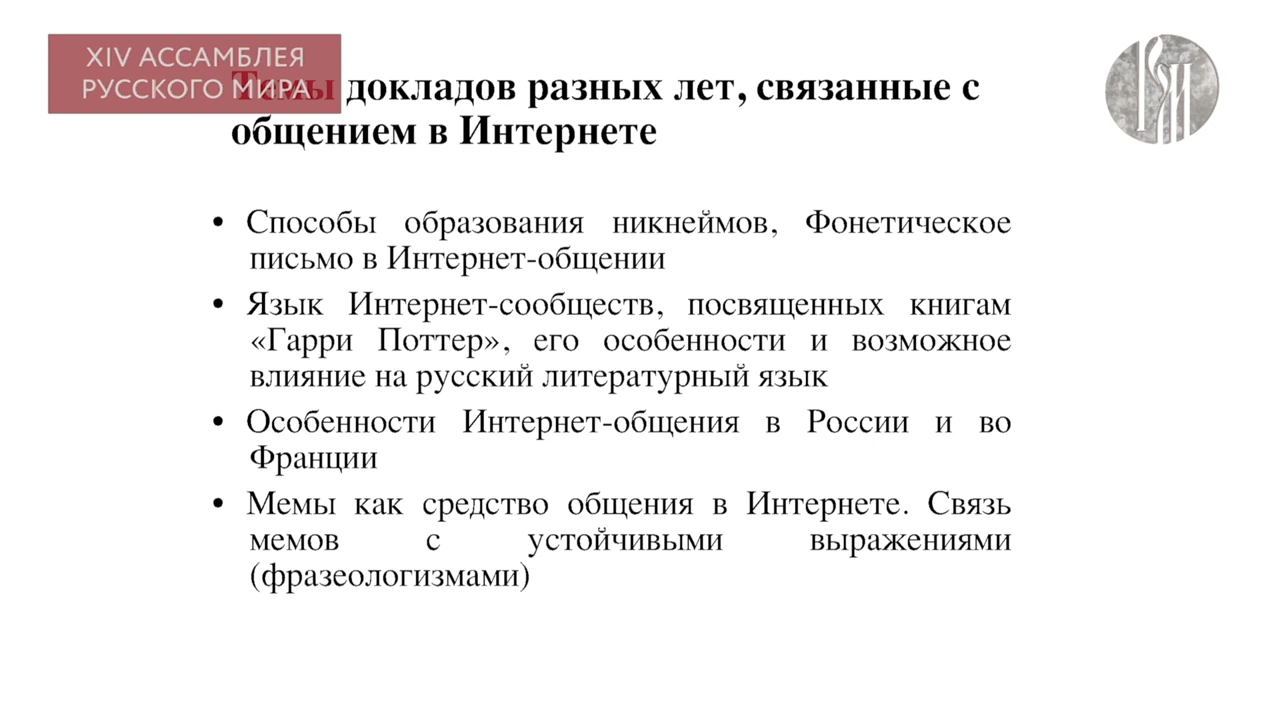 XIV АССАМБЛЕЯ
РУССКОГО МИРА
Темы докладов разных лет, связанные с
общением в Интернете
• Способы образования никнеймов, Фонетическое
письмо в Интернет-общении
• Язык Интернет-сообществ, посвященных книгам
«Гарри Поттер», его особенности и возможное
влияние на русский литературный язык
• Особенности Интернет-общения в России и во
Франции
• Мемы как средство общения в Интернете. Связь
мемов с устойчивыми выражениями
(фразеологизмами)